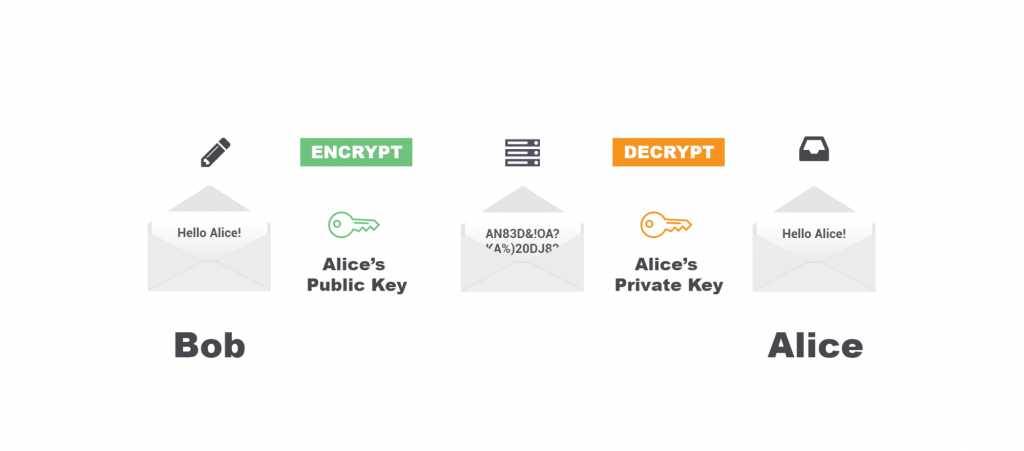 ENCRYPT
DECRYPT
Hello Alice!
AN83D&!OA?
KA%)20DJ8?
Hello Alice!
Alice's
Public Key
Alice's
Private Key
Bob
Alice